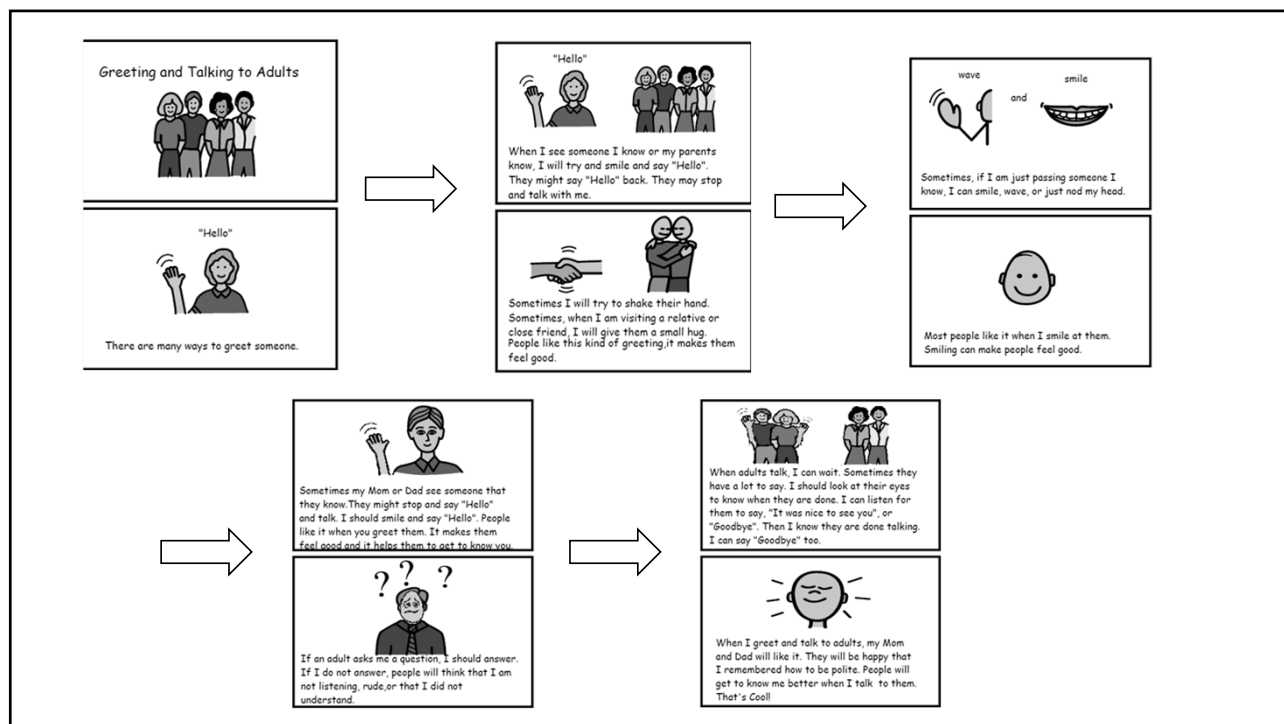 Greeting and Talking to Adults
"Hello"
There are many ways to greet someone.
"Hello"
When I see someone I know or my parents
know, I will try and smile and say "Hello".
They might say "Hello" back. They may stop
and talk with me.
Sometimes I will try to shake their hand.
Sometimes, when I am visiting a relative or
close friend, I will give them a small hug.
People like this kind of greeting,it makes them
feel good.
wave
and
smile
Sometimes, if I am just passing someone I
know, I can smile, wave, or just nod my head.
Most people like it when I smile at them.
Smiling can make people feel good.
Sometimes my Mom or Dad see someone that
they know.They might stop and say "Hello"
and talk. I should smile and say "Hello". People
like it when you greet them. It makes them
feel good and it helps them to get to know you.
? ? ?
If an adult asks me a question, I should answer.
If I do not answer, people will think that I am
not listening, rude,or that I did not
understand.
When adults talk, I can wait. Sometimes they
have a lot to say. I should look at their eyes
to know when they are done. I can listen for
them to say, "It was nice to see you", or
"Goodbye". Then I know they are done talking.
I can say "Goodbye" too.
When I greet and talk to adults, my Mom
and Dad will like it. They will be happy that
I remembered how to be polite. People will
get to know me better when I talk  to them.
That's Cool!